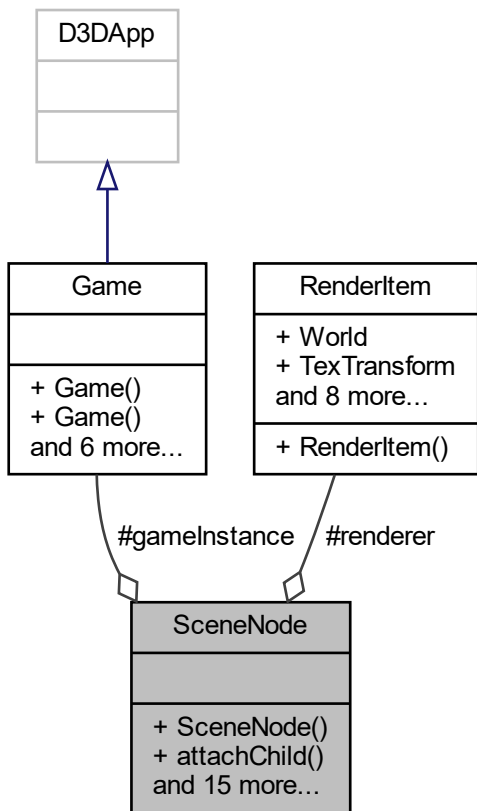 D3DApp
Game
+ Game()
+ Game()
and 6 more...
RenderItem
+ World
+ TexTransform
and 8 more...
+ RenderItem()
#gameInstance
#renderer
SceneNode
+ SceneNode()
+ attachChild()
and 15 more...